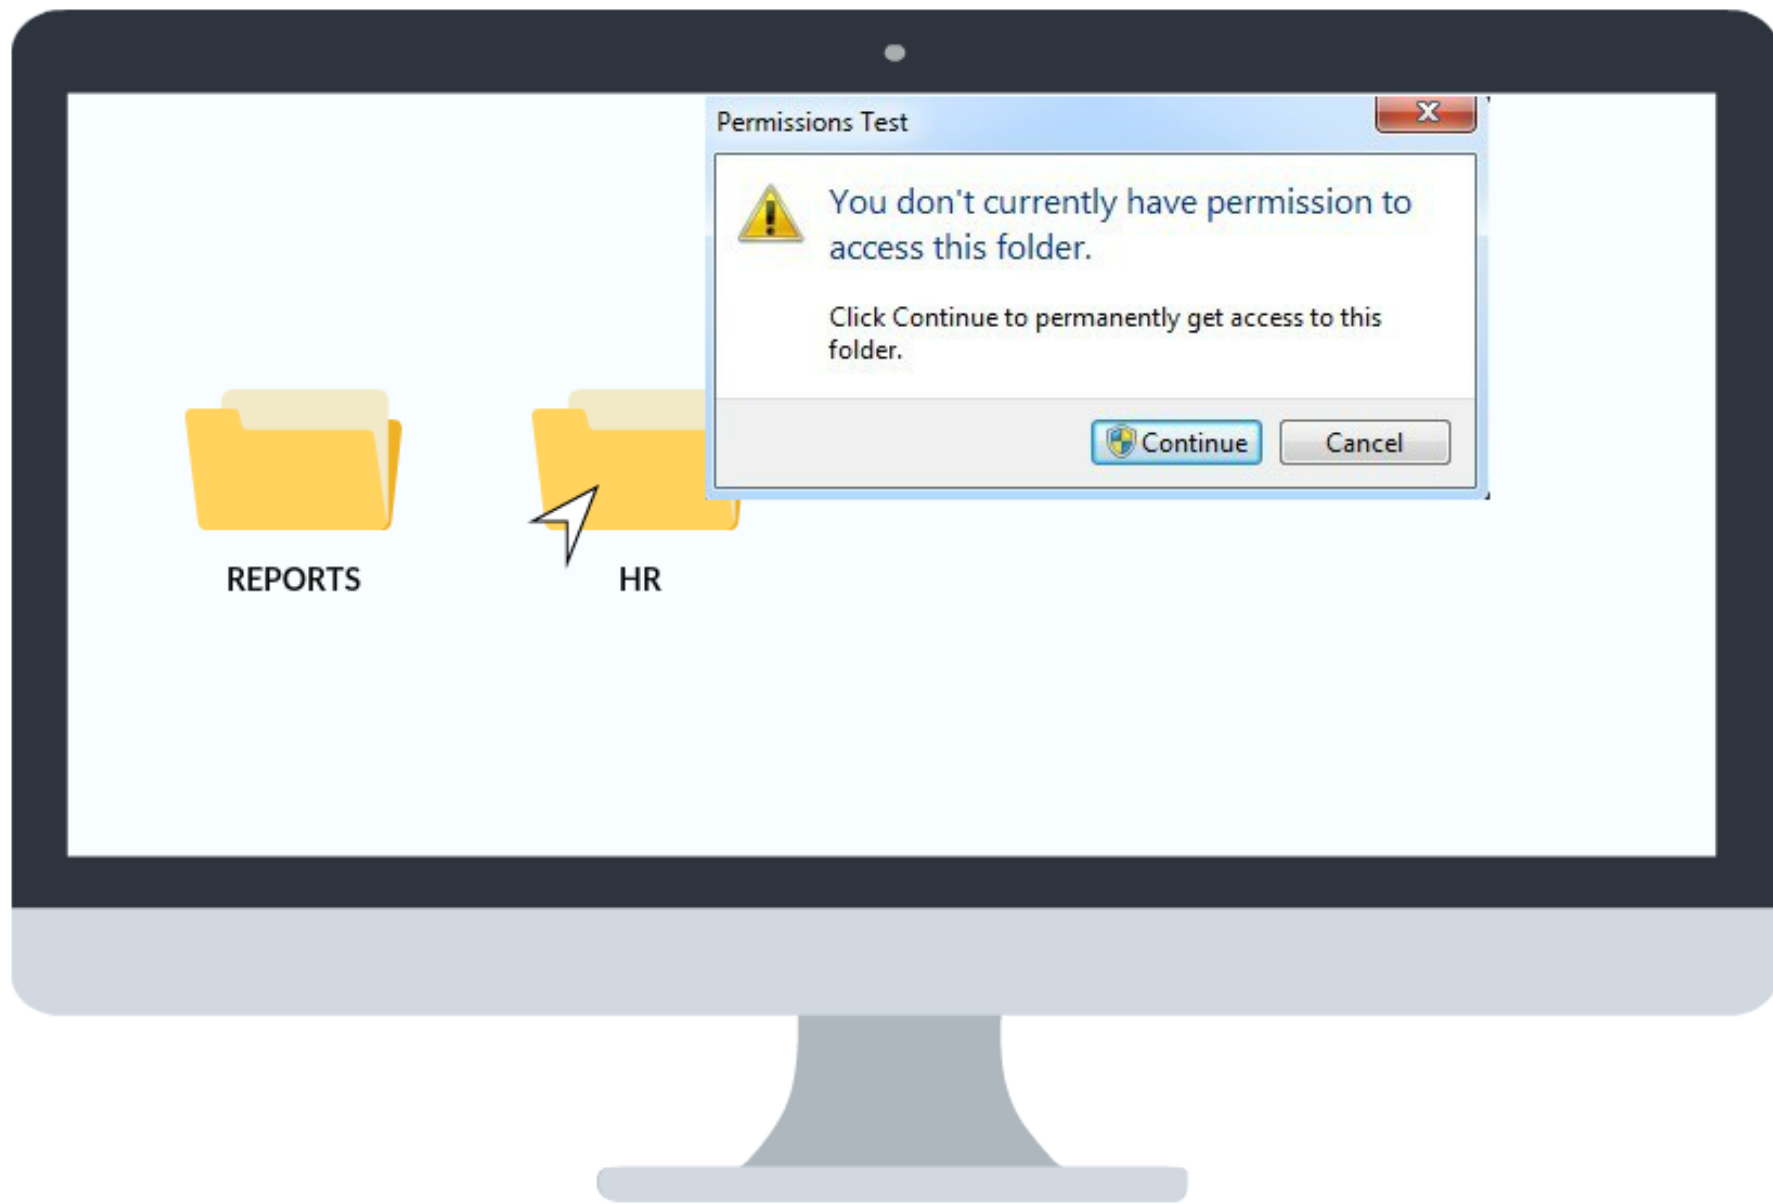 Permissions Test
You don't currently have permission to
access this folder.
Click Continue to permanently get access to this
folder.
Continue Cancel
REPORTS HR